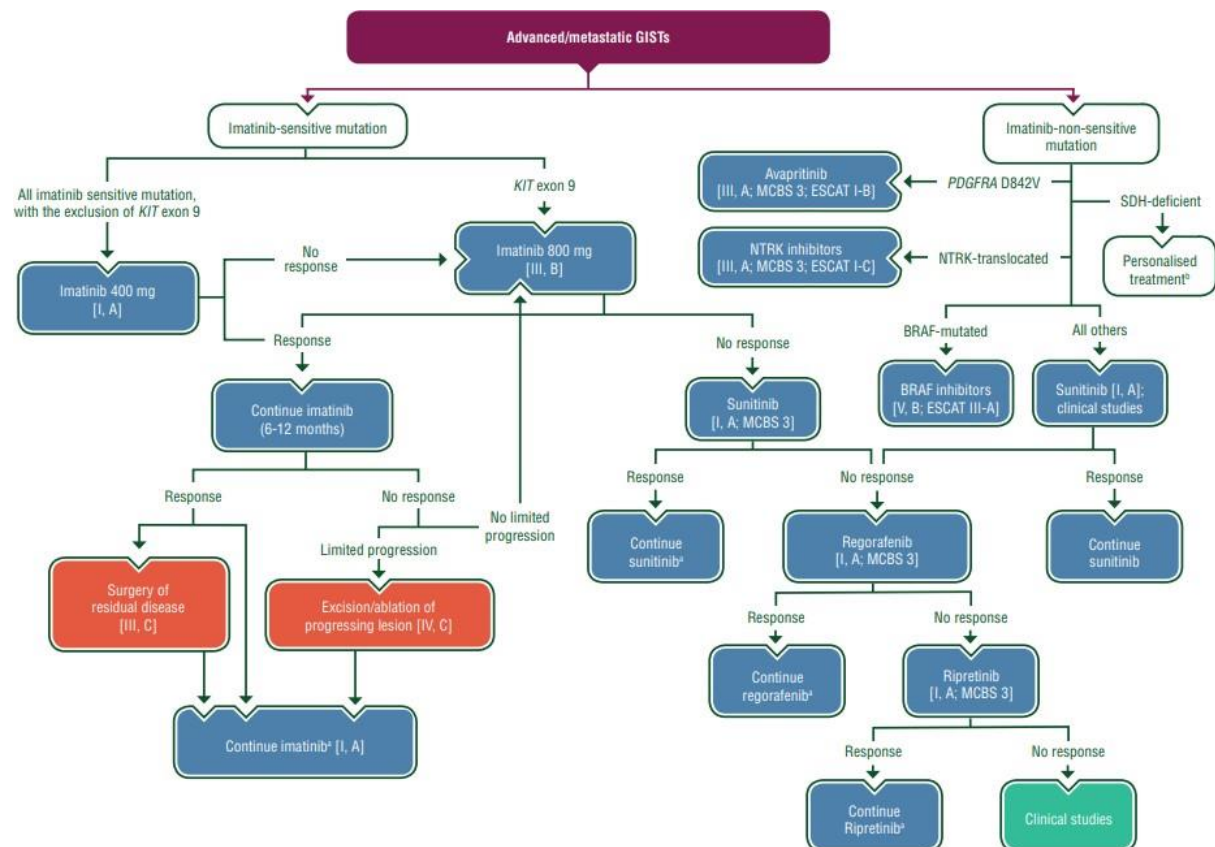 Advanced/metastatic GISTs
Imatinib-sensitive mutation
Imatinib-non-sensitive
mutation
All imatinib sensitive mutation,
with the exclusion of KIT exon 9
KIT exon 9
Avapritinib
[III, A; MCBS 3; ESCAT I-B]
PDGFRA D842V
SDH-deficient
Imatinib 400 mg
[I, A]
No
response
Imatinib 800 mg
[III, B]
NTRK inhibitors
[III, A; MCBS 3; ESCAT I-C]
NTRK-translocated
Personalised
treatmentᵇ
Response
No response
BRAF-mutated
All others
Continue imatinib
(6-12 months)
Sunitinib
[I, A; MCBS 3]
BRAF inhibitors
[V, B; ESCAT III-A]
Sunitinib [I, A];
clinical studies
Response
No response
No limited
progression
Response
No response
Response
Limited progression
Continue
sunitinibᵃ
Regorafenib
[I, A; MCBS 3]
Continue
sunitinib
Surgery of
residual disease
[III, C]
Excision/ablation of
progressing lesion [IV, C]
Response
No response
Continue
regorafenibᵃ
Ripretinib
[I, A; MCBS 3]
Continue imatinibᵃ [I, A]
Response
No response
Continue
Ripretinibᵃ
Clinical studies